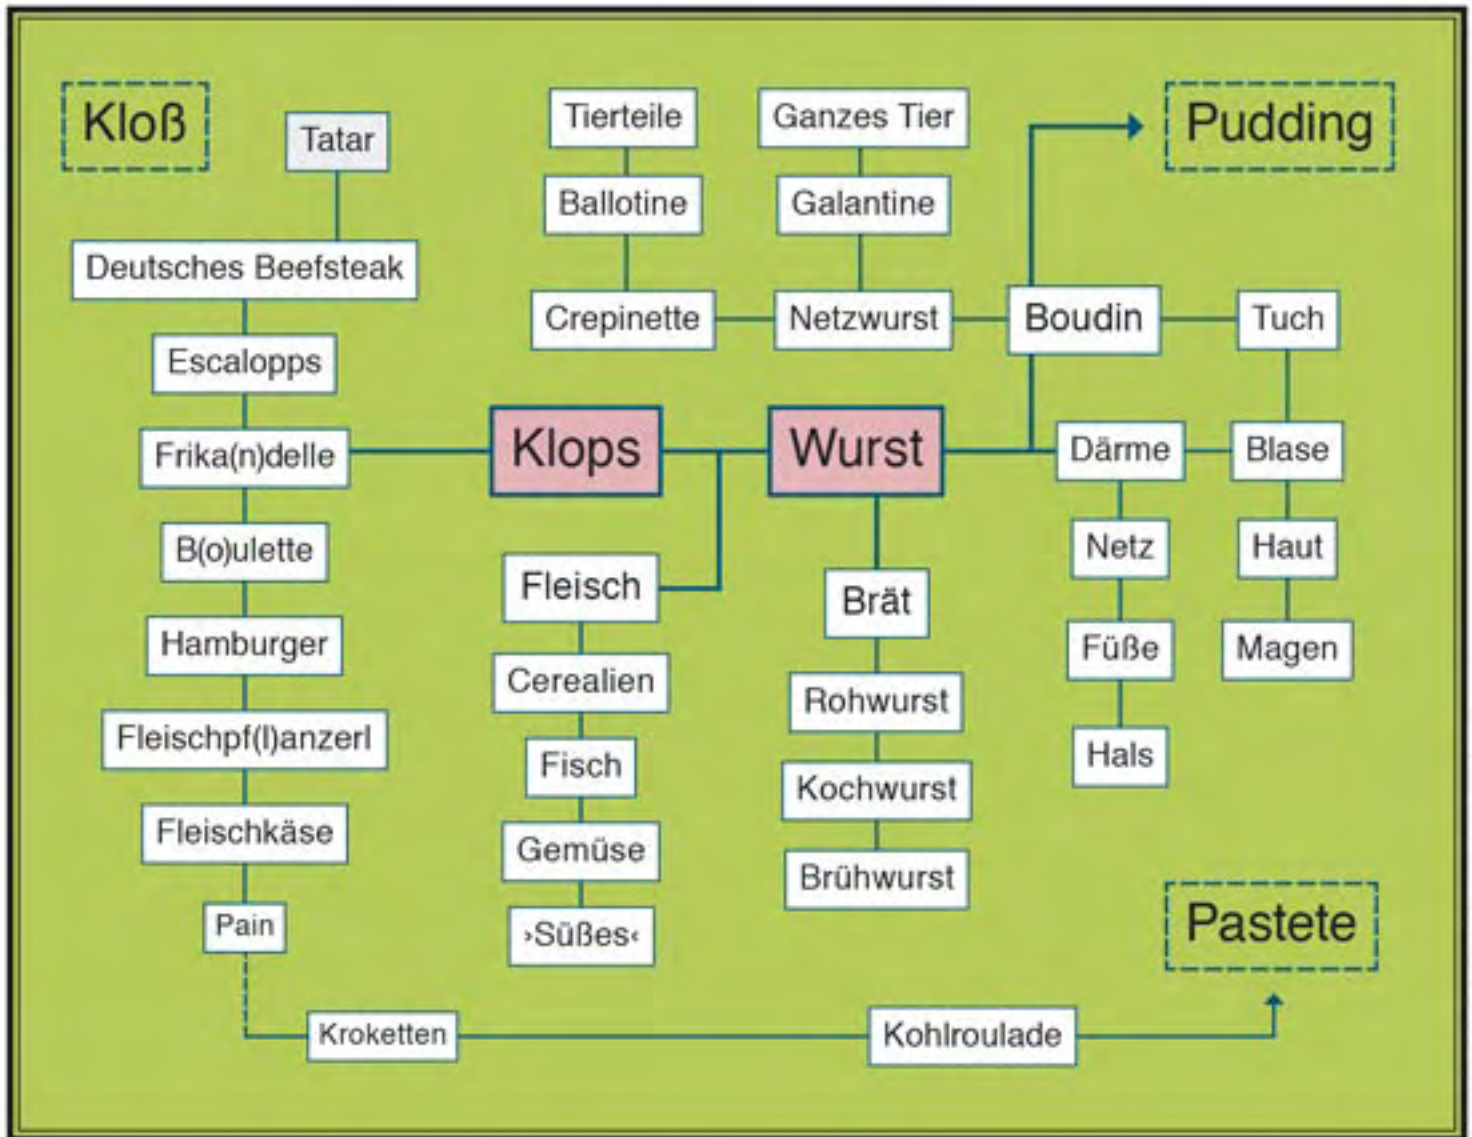 Kloß
Tatar
Tierteile
Ganzes Tier
Pudding
Ballotine
Galantine
Deutsches Beefsteak
Crepinette
Netzwurst
Boudin
Tuch
Escalopps
Frika(n)delle
Klops
Wurst
Därme
Blase
B(o)ulette
Fleisch
Brät
Netz
Haut
Hamburger
Cerealien
Rohwurst
Füße
Magen
Fleischpf(l)anzerl
Fisch
Kochwurst
Hals
Fleischkäse
Gemüse
Brühwurst
Pain
›Süßes‹
Pastete
Kroketten
Kohlroulade